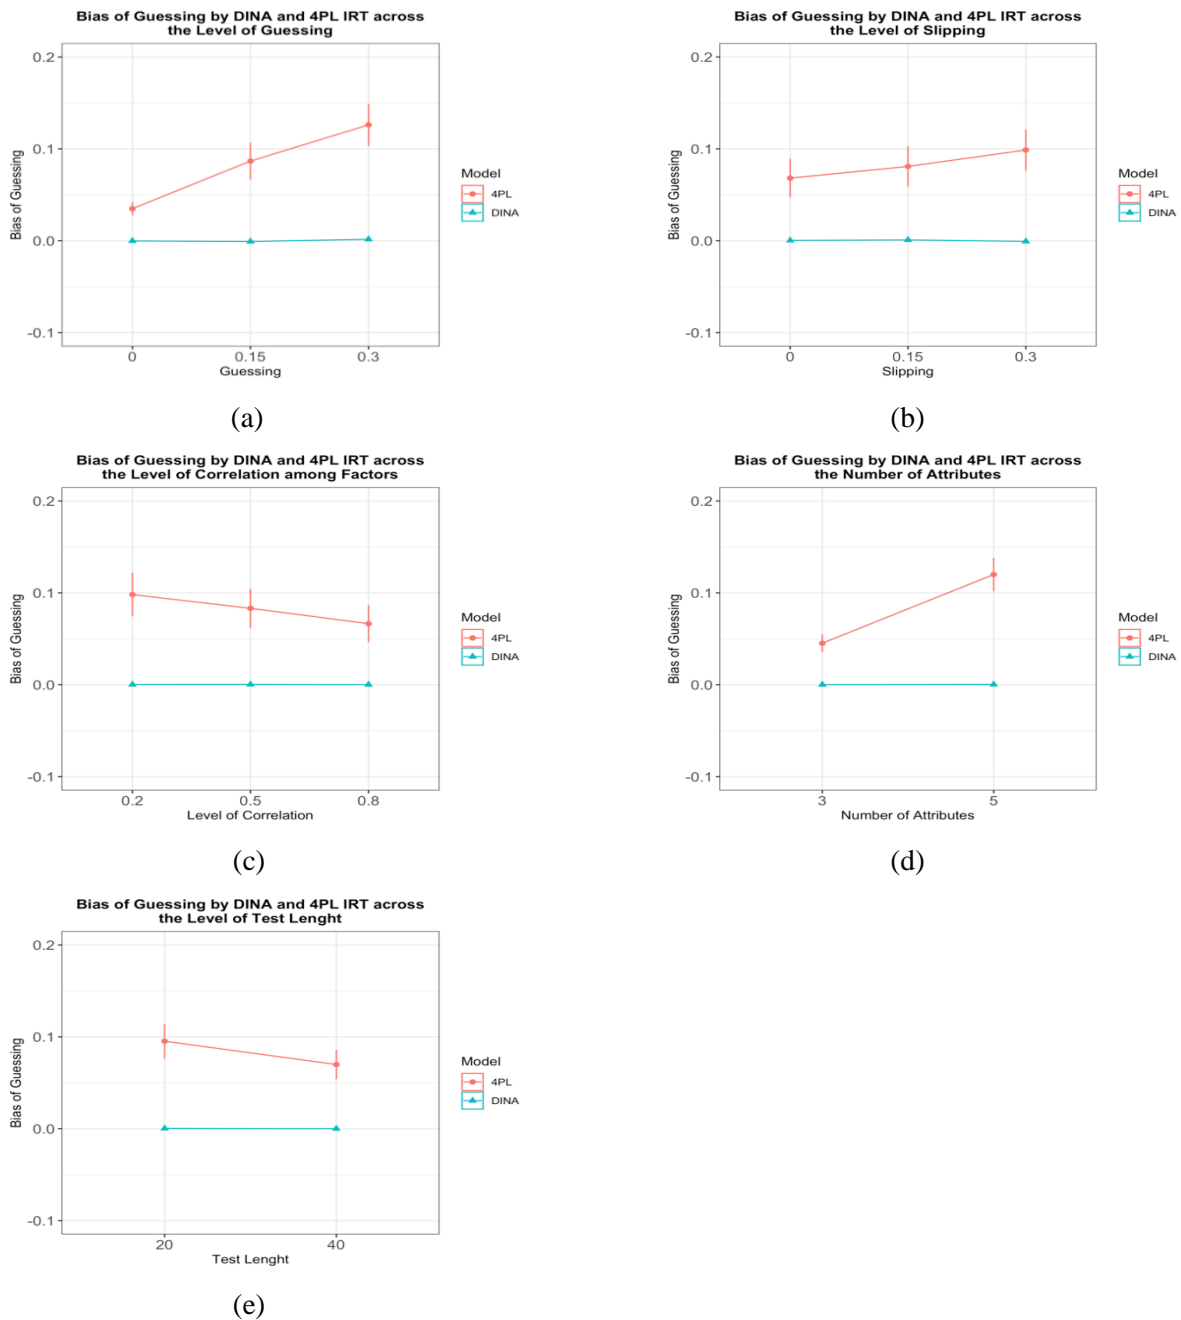 Bias of Guessing by DINA and 4PL IRT across
the Level of Guessing
0.2
0.1
0.0
-0.1
Bias of Guessing
0 0.15 0.3
Guessing
Model
4PL
DINA
(a)
Bias of Guessing by DINA and 4PL IRT across
the Level of Slipping
0.2
0.1
0.0
-0.1
Bias of Guessing
0 0.15 0.3
Slipping
Model
4PL
DINA
(b)
Bias of Guessing by DINA and 4PL IRT across
the Level of Correlation among Factors
0.2
0.1
0.0
-0.1
Bias of Guessing
0.2 0.5 0.8
Level of Correlation
Model
4PL
DINA
(c)
Bias of Guessing by DINA and 4PL IRT across
the Number of Attributes
0.2
0.1
0.0
-0.1
Bias of Guessing
3 5
Number of Attributes
Model
4PL
DINA
(d)
Bias of Guessing by DINA and 4PL IRT across
the Level of Test Lenght
0.2
0.1
0.0
-0.1
Bias of Guessing
20 40
Test Lenght
Model
4PL
DINA
(e)